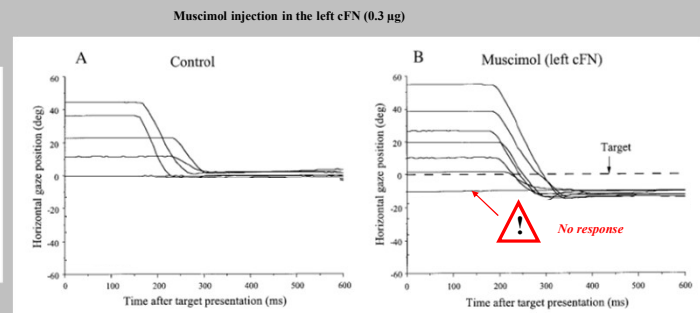 Muscimol injection in the left cFN (0.3 µg)
A
Control
Horizontal gaze position (deg)
60
40
20
0
-20
-40
-60
0
100
200
300
400
500
600
Time after target presentation (ms)
B
Muscimol (left cFN)
Horizontal gaze position (deg)
60
40
20
0
-20
-40
-60
Target
!
No response
0
100
200
300
400
500
600
Time after target presentation (ms)